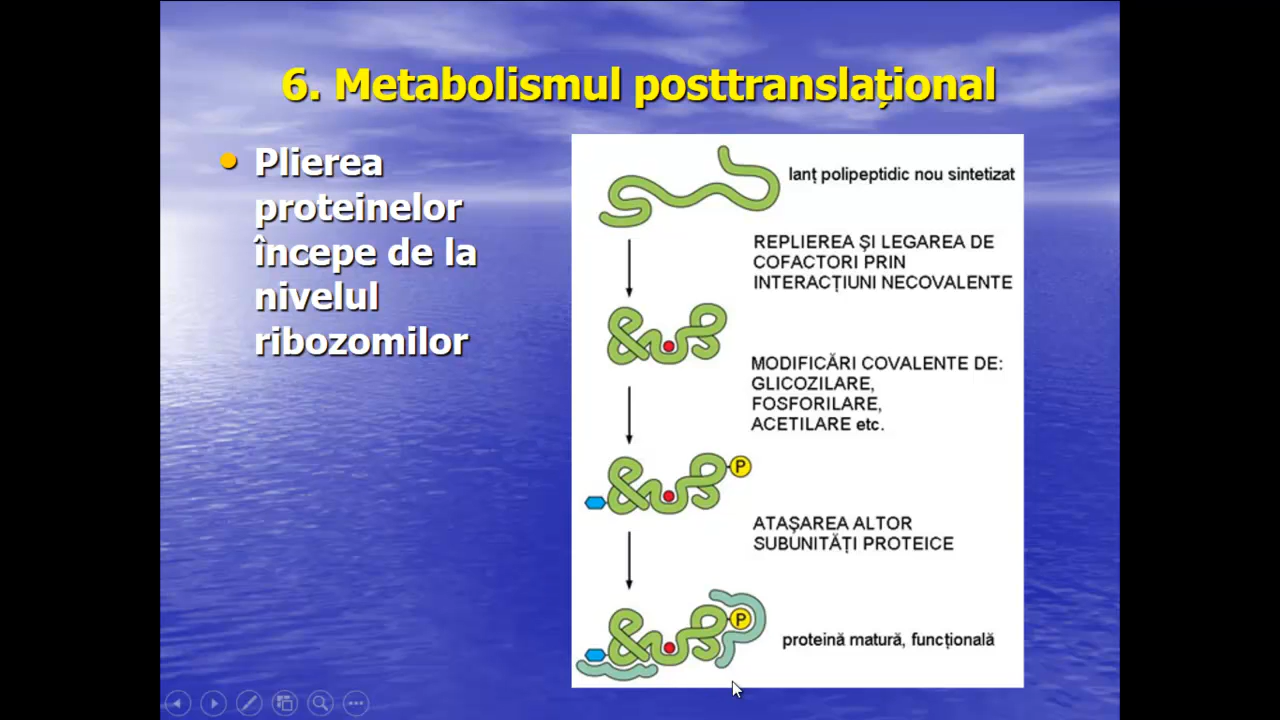 6. Metabolismul posttranslațional
• Plierea
proteinelor
începe de la
nivelul
ribozomilor
lanț polipeptidic nou sintetizat
REPLIEREA ȘI LEGAREA DE
COFACTORI PRIN
INTERACȚIUNI NECOVALENTE
MODIFICĂRI COVALENTE DE:
GLICOZILARE,
FOSFORILARE,
ACETILARE etc.
P
ATAȘAREA ALTOR
SUBUNITĂȚI PROTEICE
P
proteină matură, funcțională